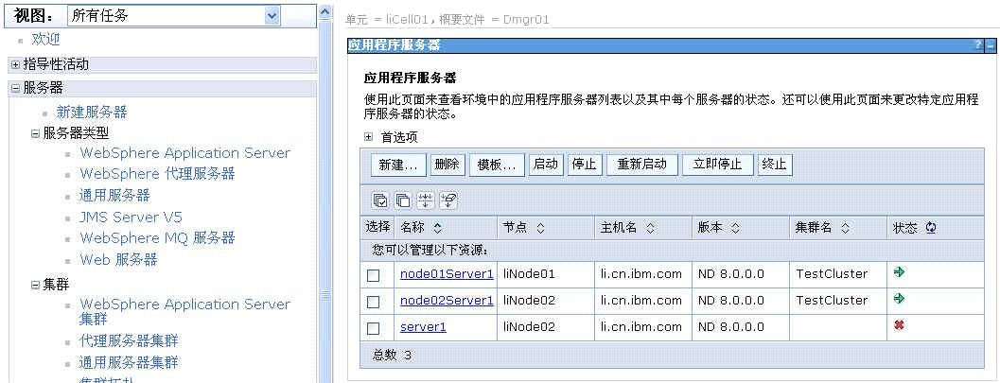 视图： 所有任务
欢迎
指导性活动
服务器
新建服务器
服务器类型
WebSphere Application Server
WebSphere 代理服务器
通用服务器
JMS Server V5
WebSphere MQ 服务器
Web 服务器
集群
WebSphere Application Server
集群
代理服务器集群
通用服务器集群
集群拓扑
单元 = liCell01，概要文件 = Dmgr01
应用程序服务器 ? -
应用程序服务器
使用此页面来查看环境中的应用程序服务器列表以及其中每个服务器的状态。还可以使用此页面来更改特定应用程
序服务器的状态。
首选项
新建... 删除 模板... 启动 停止 重新启动 立即停止 终止
选择 名称 节点 主机名 版本 集群名 状态
您可以管理以下资源：
node01Server1 liNode01 li.cn.ibm.com ND 8.0.0.0 TestCluster
node02Server1 liNode02 li.cn.ibm.com ND 8.0.0.0 TestCluster
server1 liNode02 li.cn.ibm.com ND 8.0.0.0
总数 3